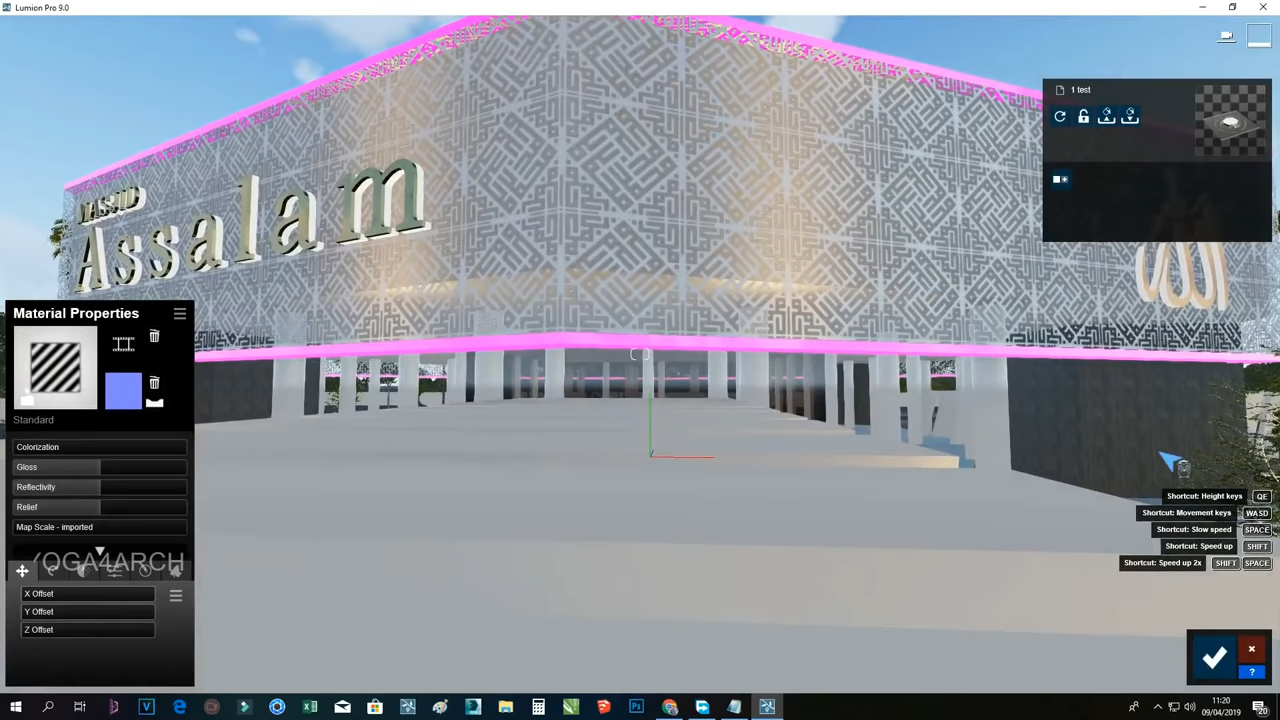 Lumion Pro 9.0
1 test
MASJID
Assalam
الله
Material Properties
Standard
Colorization
Gloss
Reflectivity
Relief
Map Scale - imported
YOGA4ARCH
X Offset
Y Offset
Z Offset
Shortcut: Height keys QE
Shortcut: Movement keys WASD
Shortcut: Slow speed SPACE
Shortcut: Speed up SHIFT
Shortcut: Speed up 2x SHIFT SPACE
?
11:20
09/04/2019
20